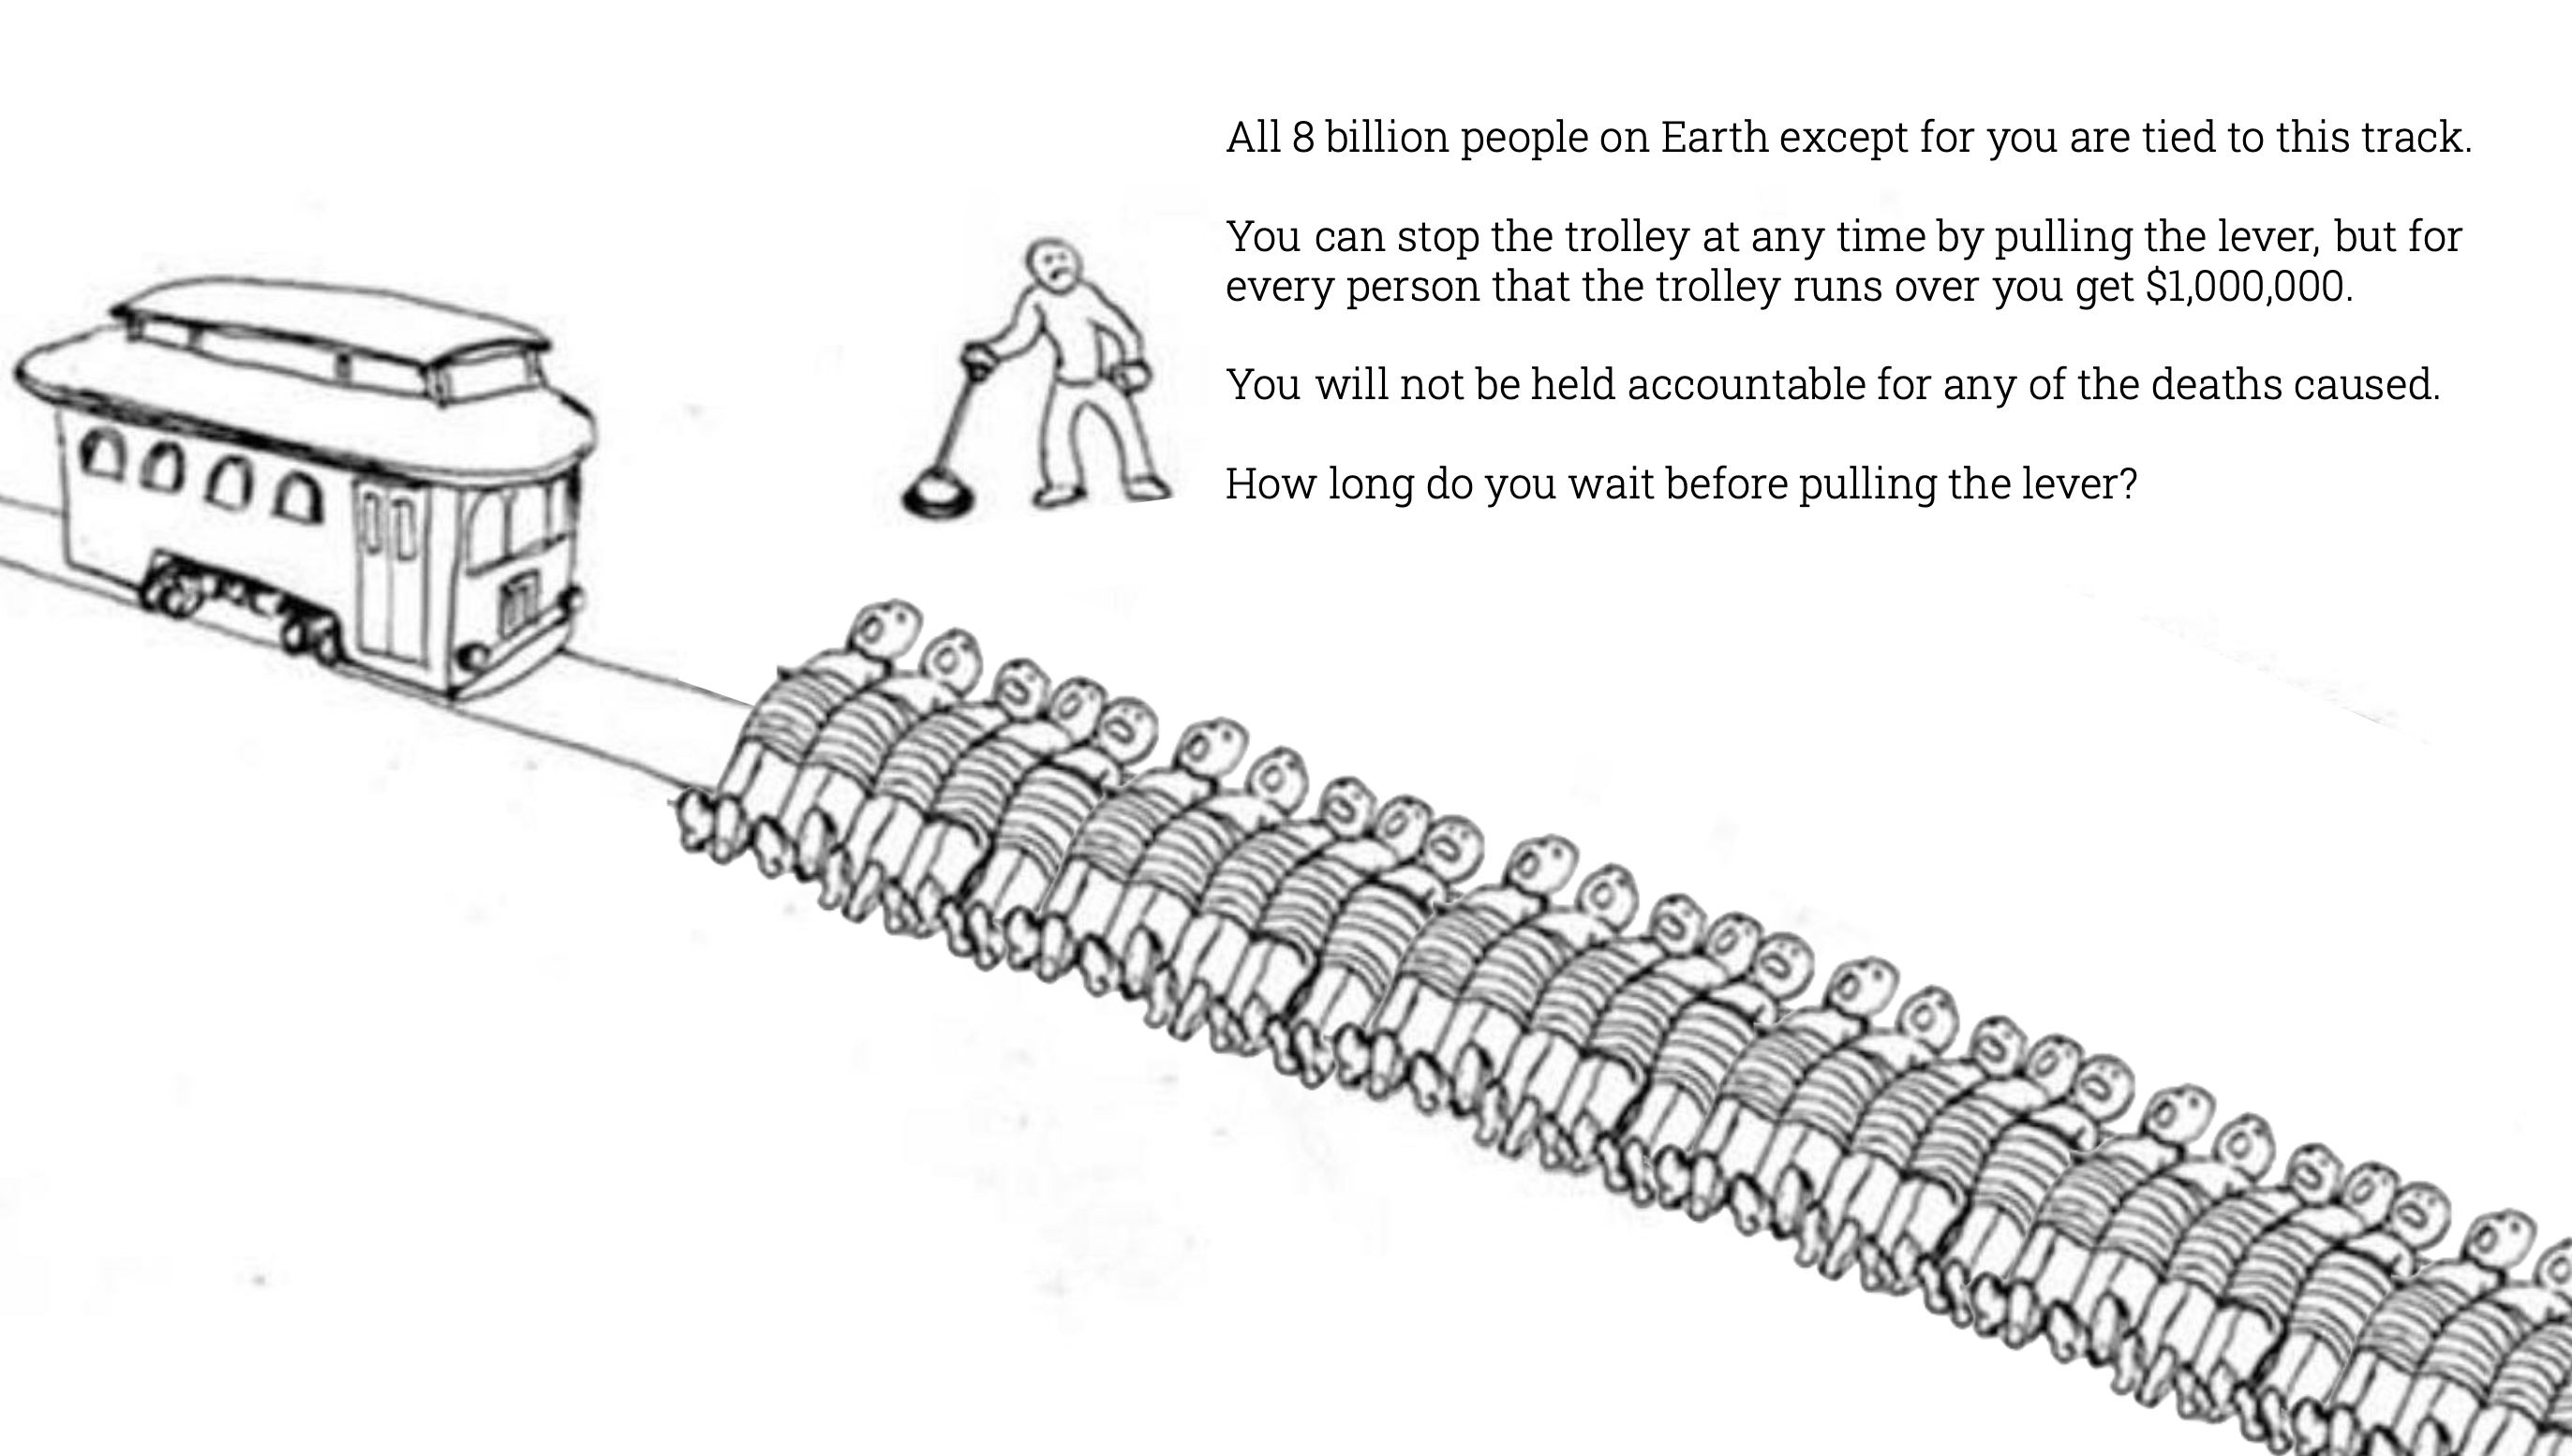 All 8 billion people on Earth except for you are tied to this track.
You can stop the trolley at any time by pulling the lever, but for
every person that the trolley runs over you get $1,000,000.
You will not be held accountable for any of the deaths caused.
How long do you wait before pulling the lever?